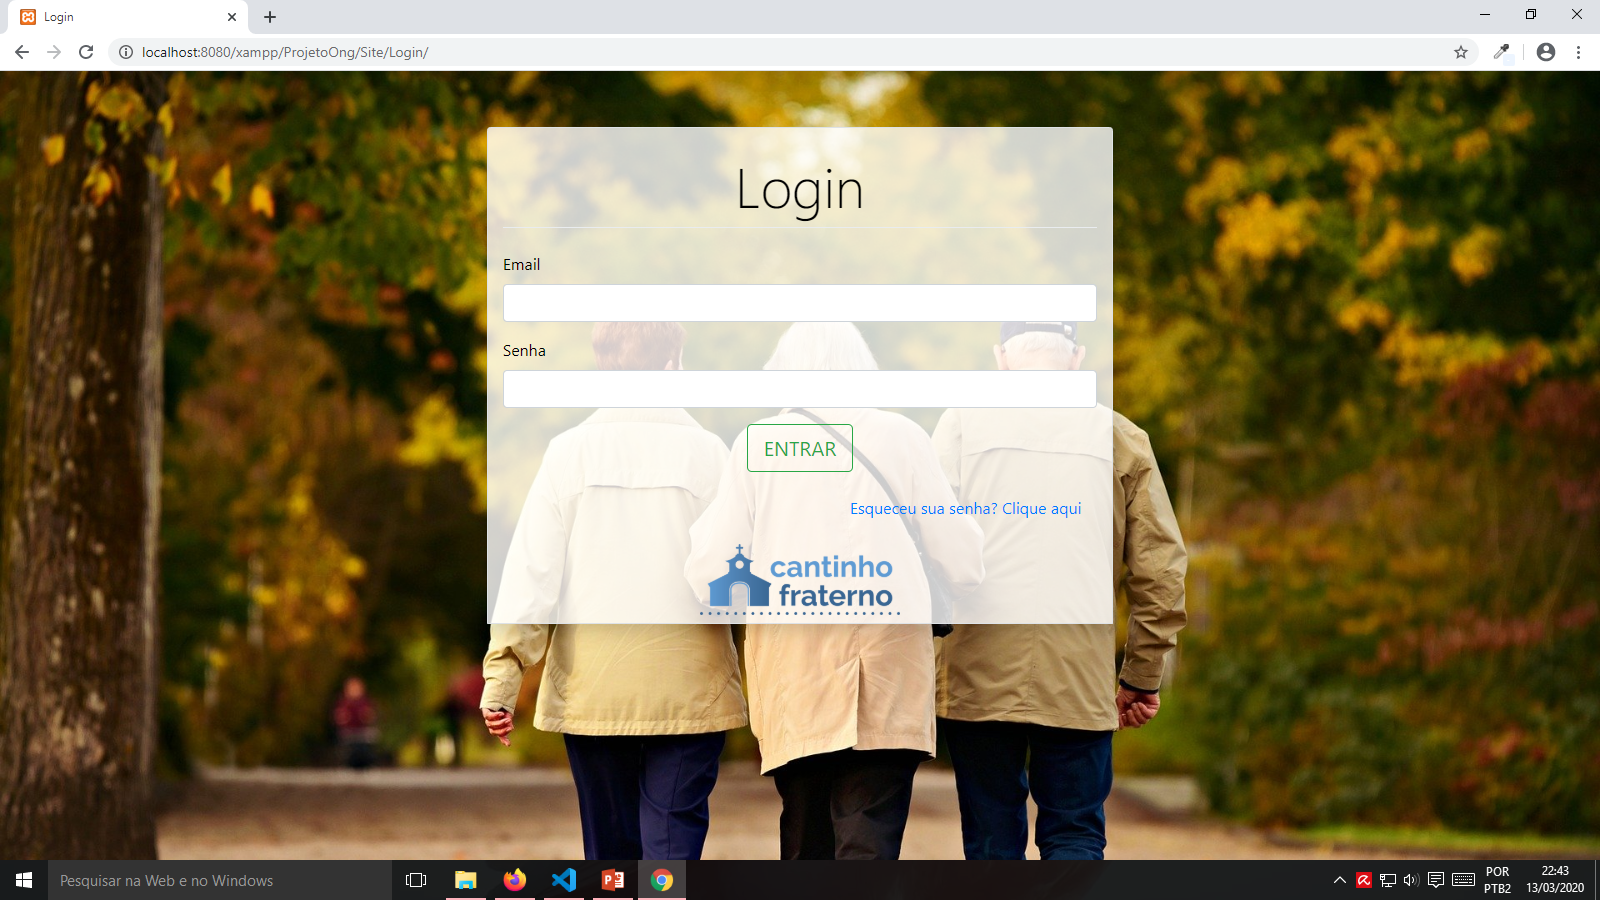 Login
localhost:8080/xampp/ProjetoOng/Site/Login/
Login
Email
Senha
ENTRAR
Esqueceu sua senha? Clique aqui
cantinho
fraterno
Pesquisar na Web e no Windows
POR
PTB2
22:43
13/03/2020